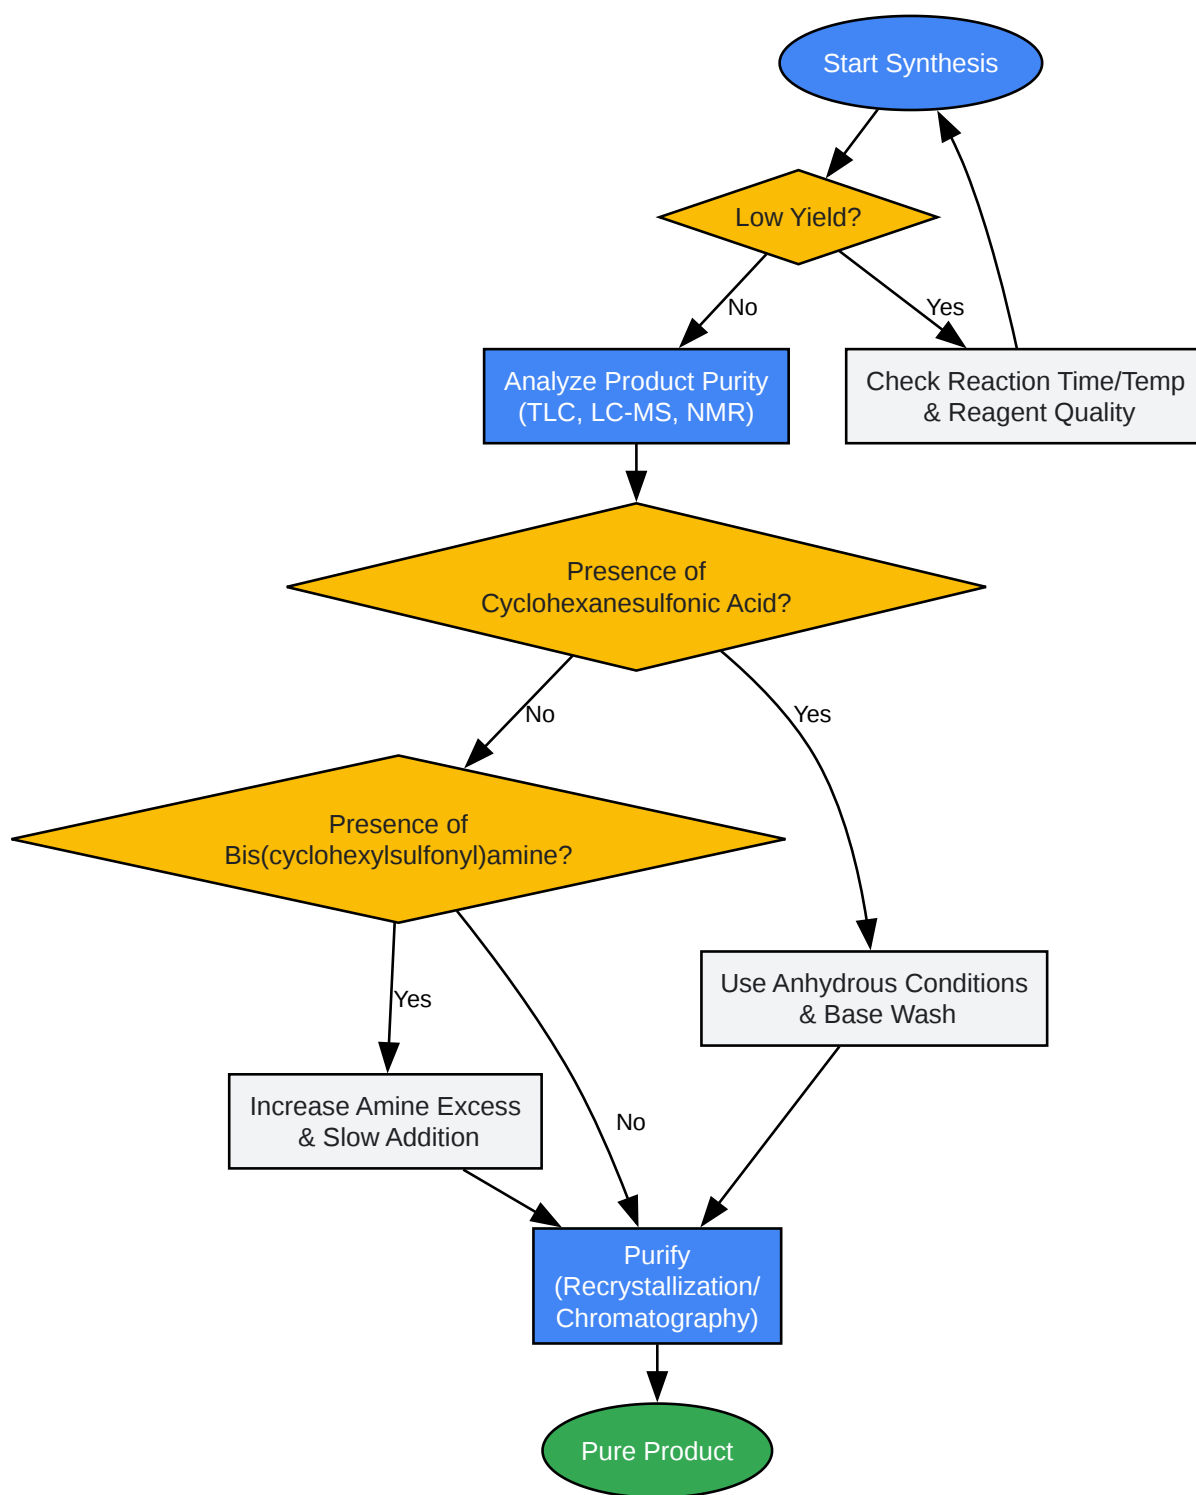 Start Synthesis
Low Yield?
No
Yes
Analyze Product Purity
(TLC, LC-MS, NMR)
Check Reaction Time/Temp
& Reagent Quality
Presence of
Cyclohexanesulfonic Acid?
No
Yes
Presence of
Bis(cyclohexylsulfonyl)amine?
Use Anhydrous Conditions
& Base Wash
Yes
Increase Amine Excess
& Slow Addition
No
Purify
(Recrystallization/
Chromatography)
Pure Product